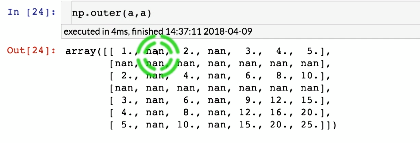 In [24]: np.outer(a,a)
executed in 4ms, finished 14:37:11 2018-04-09
Out[24]: array([[ 1., nan, 2., nan, 3., 4., 5.],
[nan, nan, nan, nan, nan, nan, nan],
[ 2., nan, 4., nan, 6., 8., 10.],
[nan, nan, nan, nan, nan, nan, nan],
[ 3., nan, 6., nan, 9., 12., 15.],
[ 4., nan, 8., nan, 12., 16., 20.],
[ 5., nan, 10., nan, 15., 20., 25.]])